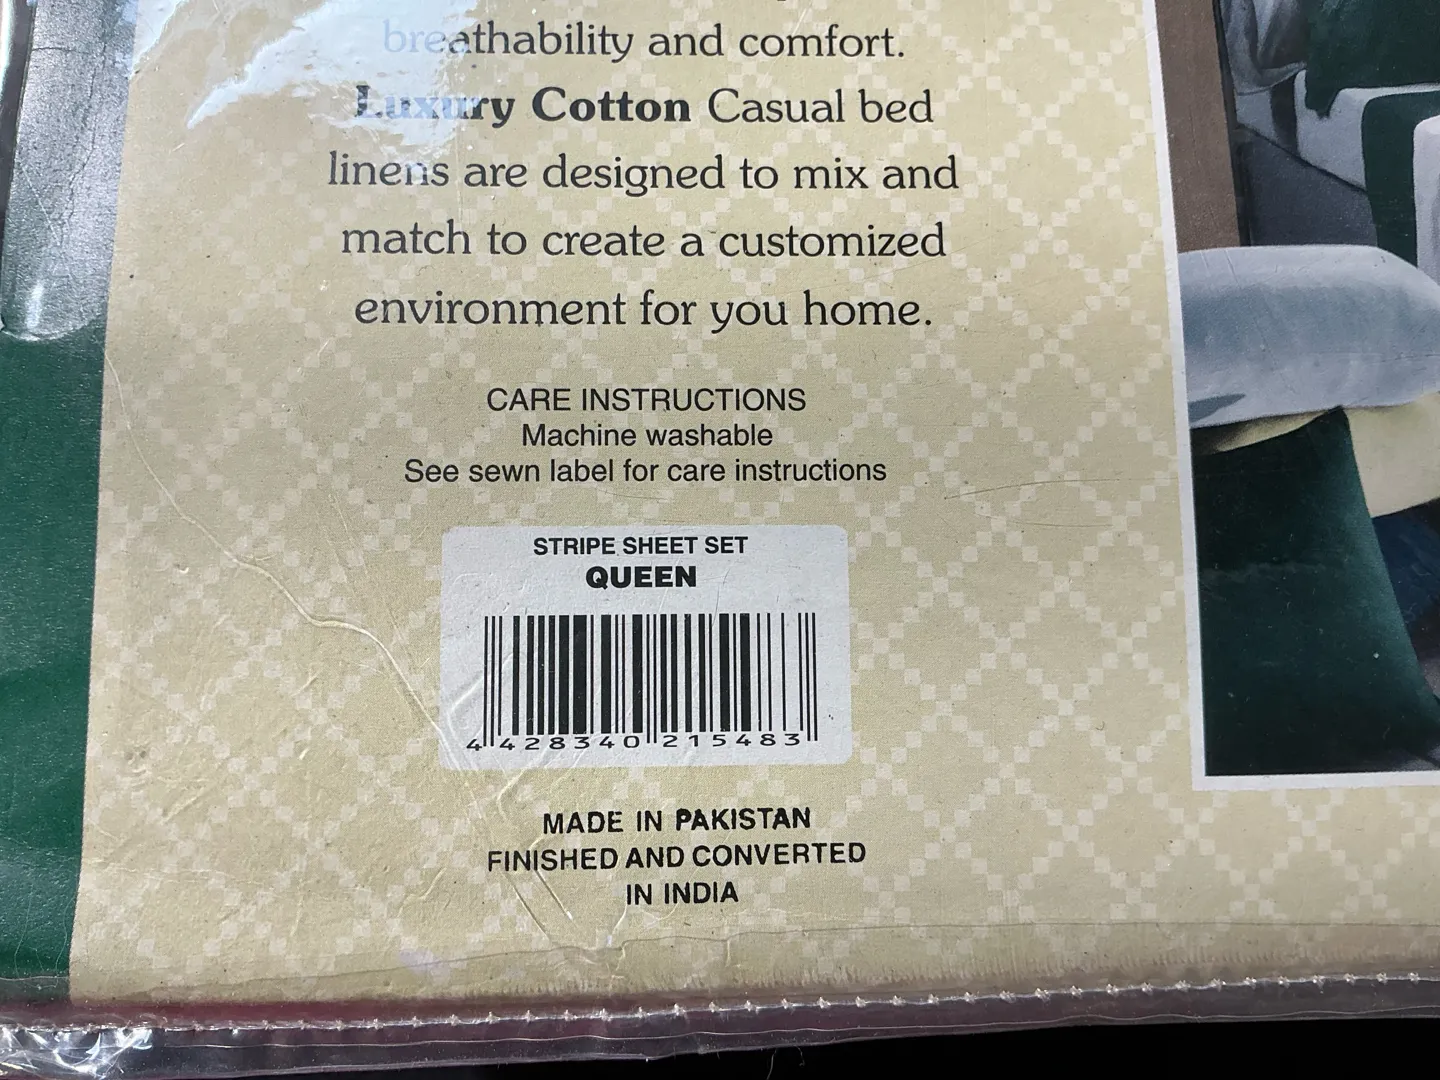 breathability and comfort.
Luxury Cotton Casual bed
linens are designed to mix and
match to create a customized
environment for you home.
CARE INSTRUCTIONS
Machine washable
See sewn label for care instructions
STRIPE SHEET SET
QUEEN
4 428340 215483
MADE IN PAKISTAN
FINISHED AND CONVERTED
IN INDIA